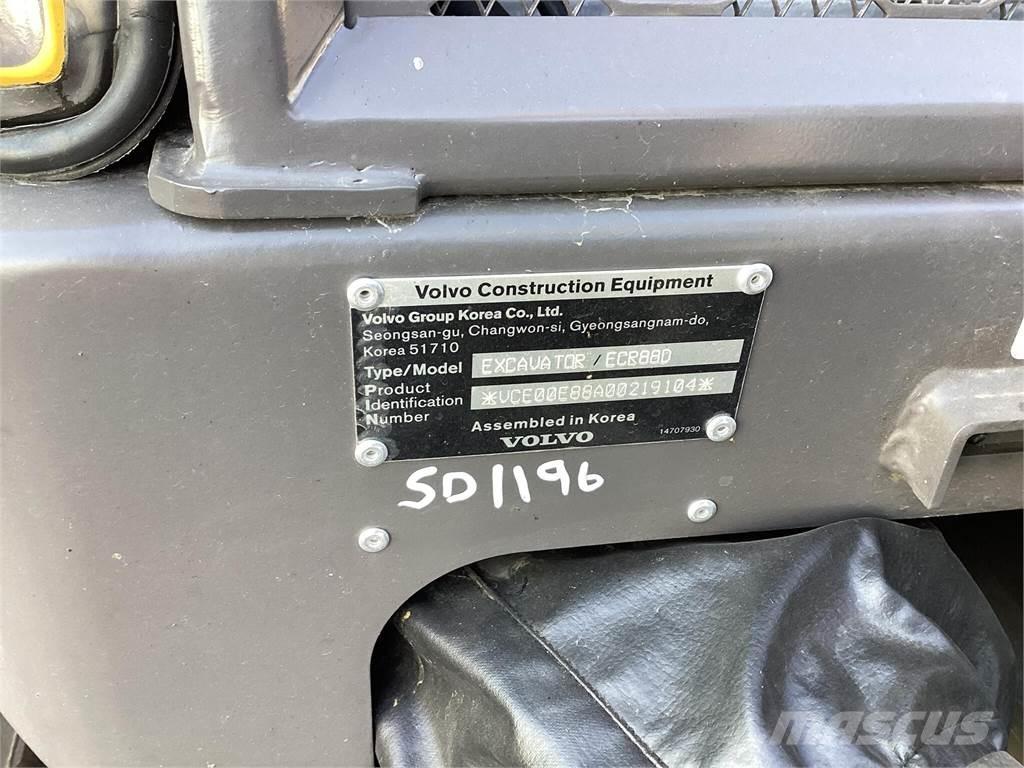 Volvo Construction Equipment
Volvo Group Korea Co., Ltd.
Seongsan-gu, Changwon-si, Gyeongsangnam-do,
Korea 51710
Type/Model EXCAVATOR / ECR88D
Product
Identification *VCE00E88A00219104*
Number
Assembled in Korea
VOLVO 14707930
SD1196
mascus